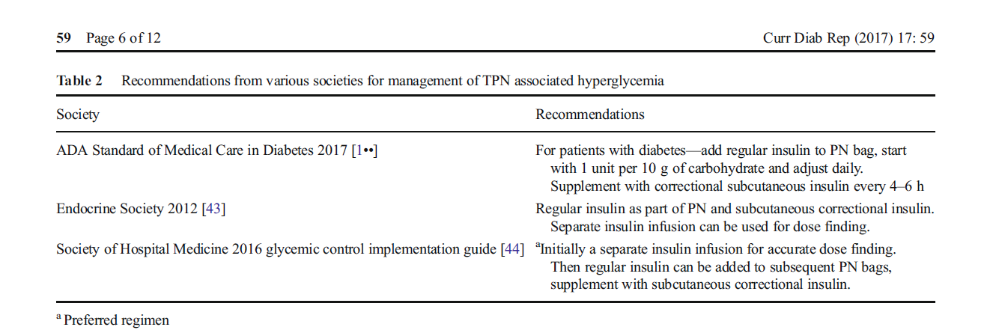 59 Page 6 of 12 Curr Diab Rep (2017) 17: 59
Table 2 Recommendations from various societies for management of TPN associated hyperglycemia
Society Recommendations
ADA Standard of Medical Care in Diabetes 2017 [1••] For patients with diabetes—add regular insulin to PN bag, start
with 1 unit per 10 g of carbohydrate and adjust daily.
Supplement with correctional subcutaneous insulin every 4–6 h
Endocrine Society 2012 [43] Regular insulin as part of PN and subcutaneous correctional insulin.
Separate insulin infusion can be used for dose finding.
Society of Hospital Medicine 2016 glycemic control implementation guide [44] aInitially a separate insulin infusion for accurate dose finding.
Then regular insulin can be added to subsequent PN bags,
supplement with subcutaneous correctional insulin.
a Preferred regimen